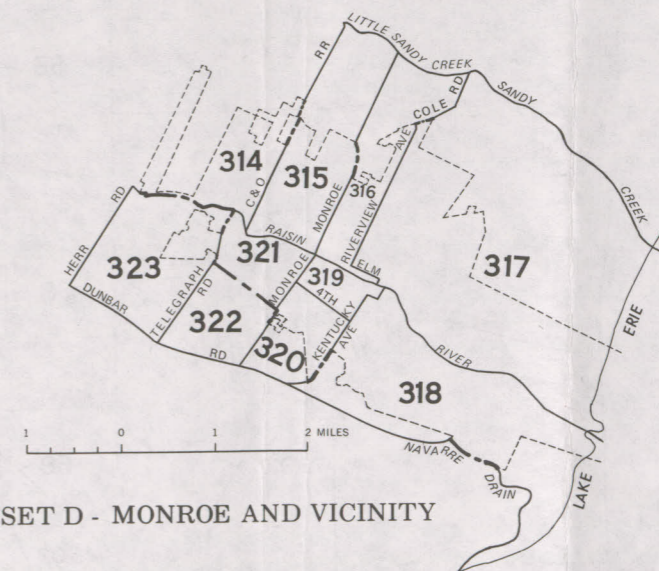 LITTLE SANDY CREEK
SANDY
CREEK
RR
C & O
COLE
RD
AVE
RIVERVIEW
314
315
316
MONROE
RD
HERR
RAISIN
321
323
TELEGRAPH
RD
MONROE
319
4TH
ELM
317
DUNBAR
322
RD
320
KENTUCKY
AVE
RIVER
318
ERIE
LAKE
1 0 1 2 MILES
NAVARRE
DRAIN
SET D - MONROE AND VICINITY